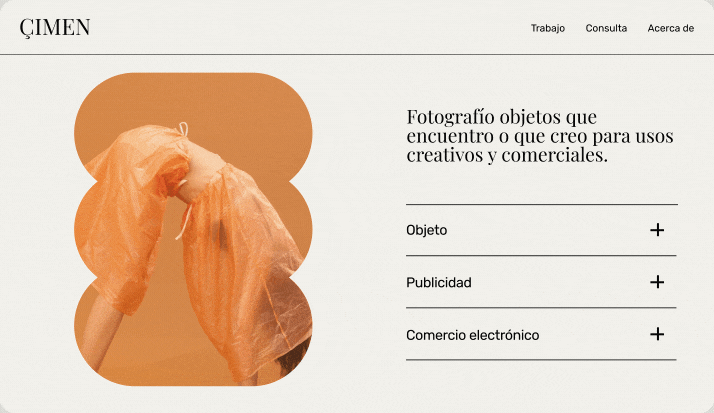 ÇIMEN
Trabajo
Consulta
Acerca de
Fotografío objetos que
encuentro o que creo para usos
creativos y comerciales.
Objeto
Publicidad
Comercio electrónico